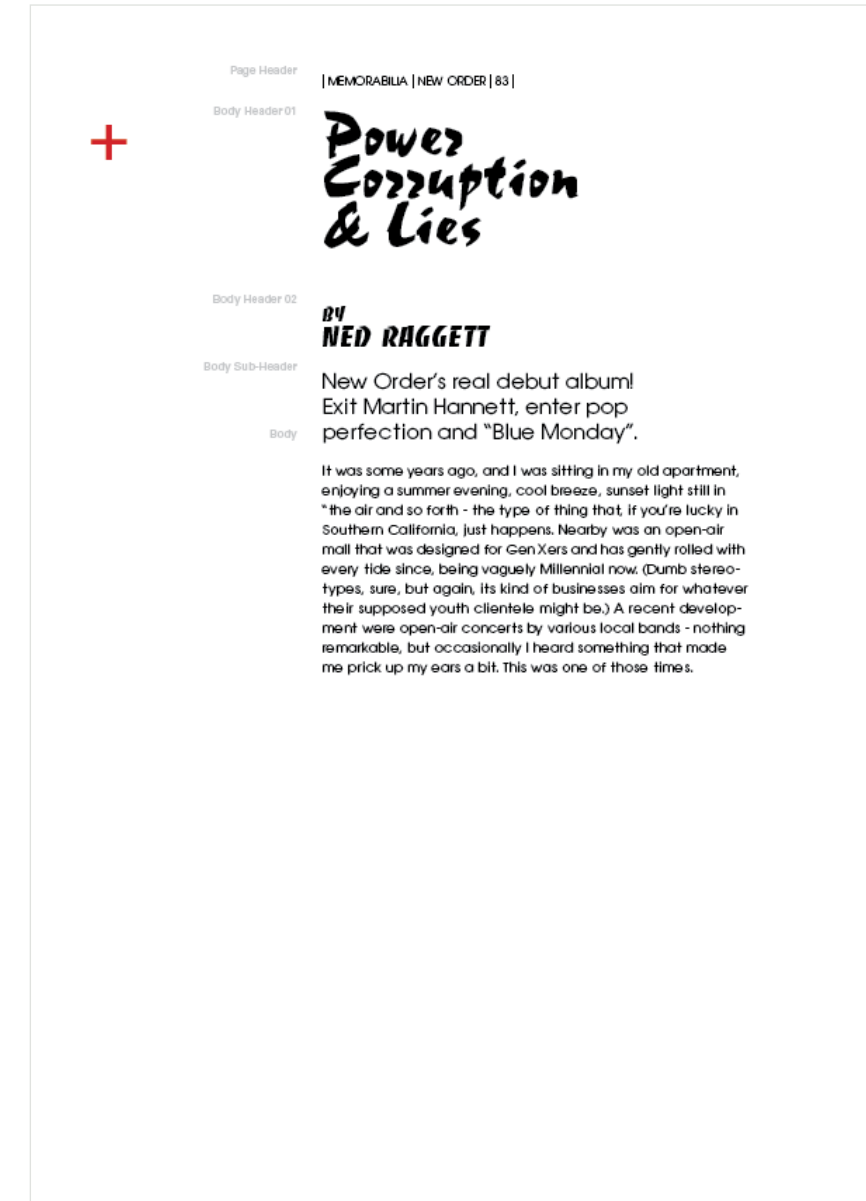 Page Header
| MEMORABILIA | NEW ORDER | 83 |
Body Header 01
Power
Corruption
& Lies
Body Header 02
BY
NED RAGGETT
Body Sub-Header
New Order's real debut album!
Exit Martin Hannett, enter pop
Body
perfection and “Blue Monday”.
It was some years ago, and I was sitting in my old apartment,
enjoying a summer evening, cool breeze, sunset light still in
“the air and so forth - the type of thing that, if you're lucky in
Southern California, just happens. Nearby was an open-air
mall that was designed for Gen Xers and has gently rolled with
every tide since, being vaguely Millennial now. (Dumb stereo-
types, sure, but again, its kind of businesses aim for whatever
their supposed youth clientele might be.) A recent develop-
ment were open-air concerts by various local bands - nothing
remarkable, but occasionally I heard something that made
me prick up my ears a bit. This was one of those times.